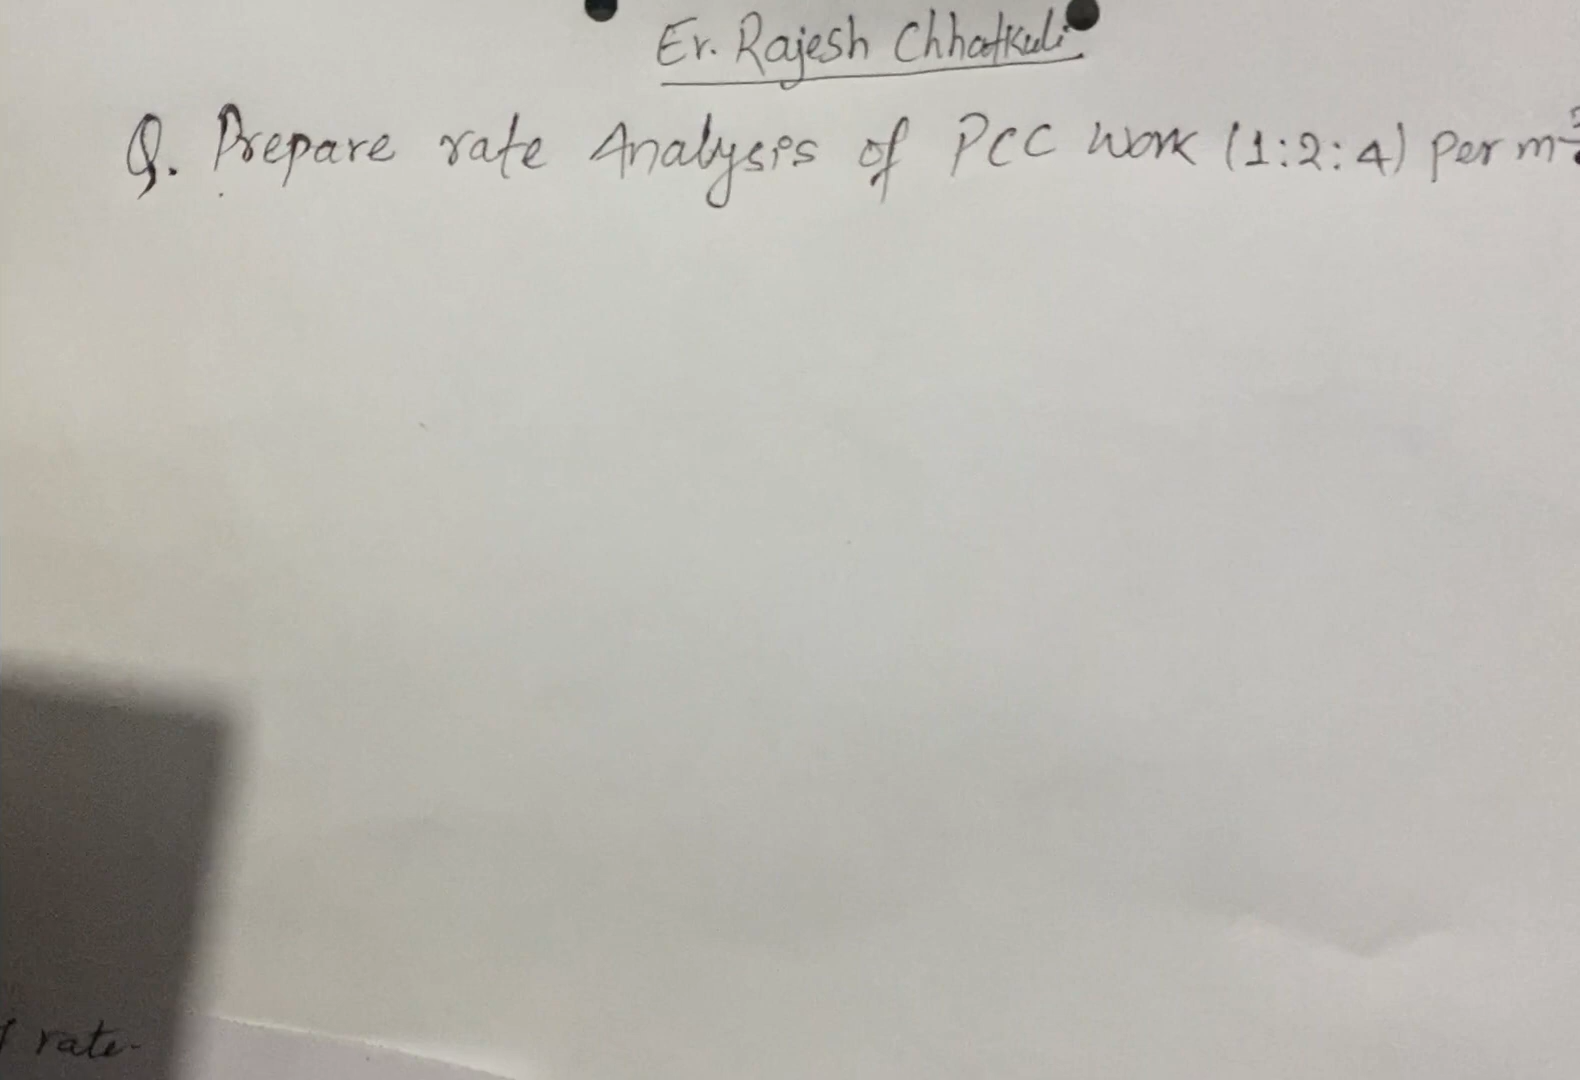 Er. Rajesh Chhatkuli
Q. Prepare rate Analysis of PCC Work (1:2:4) per m³
rate.